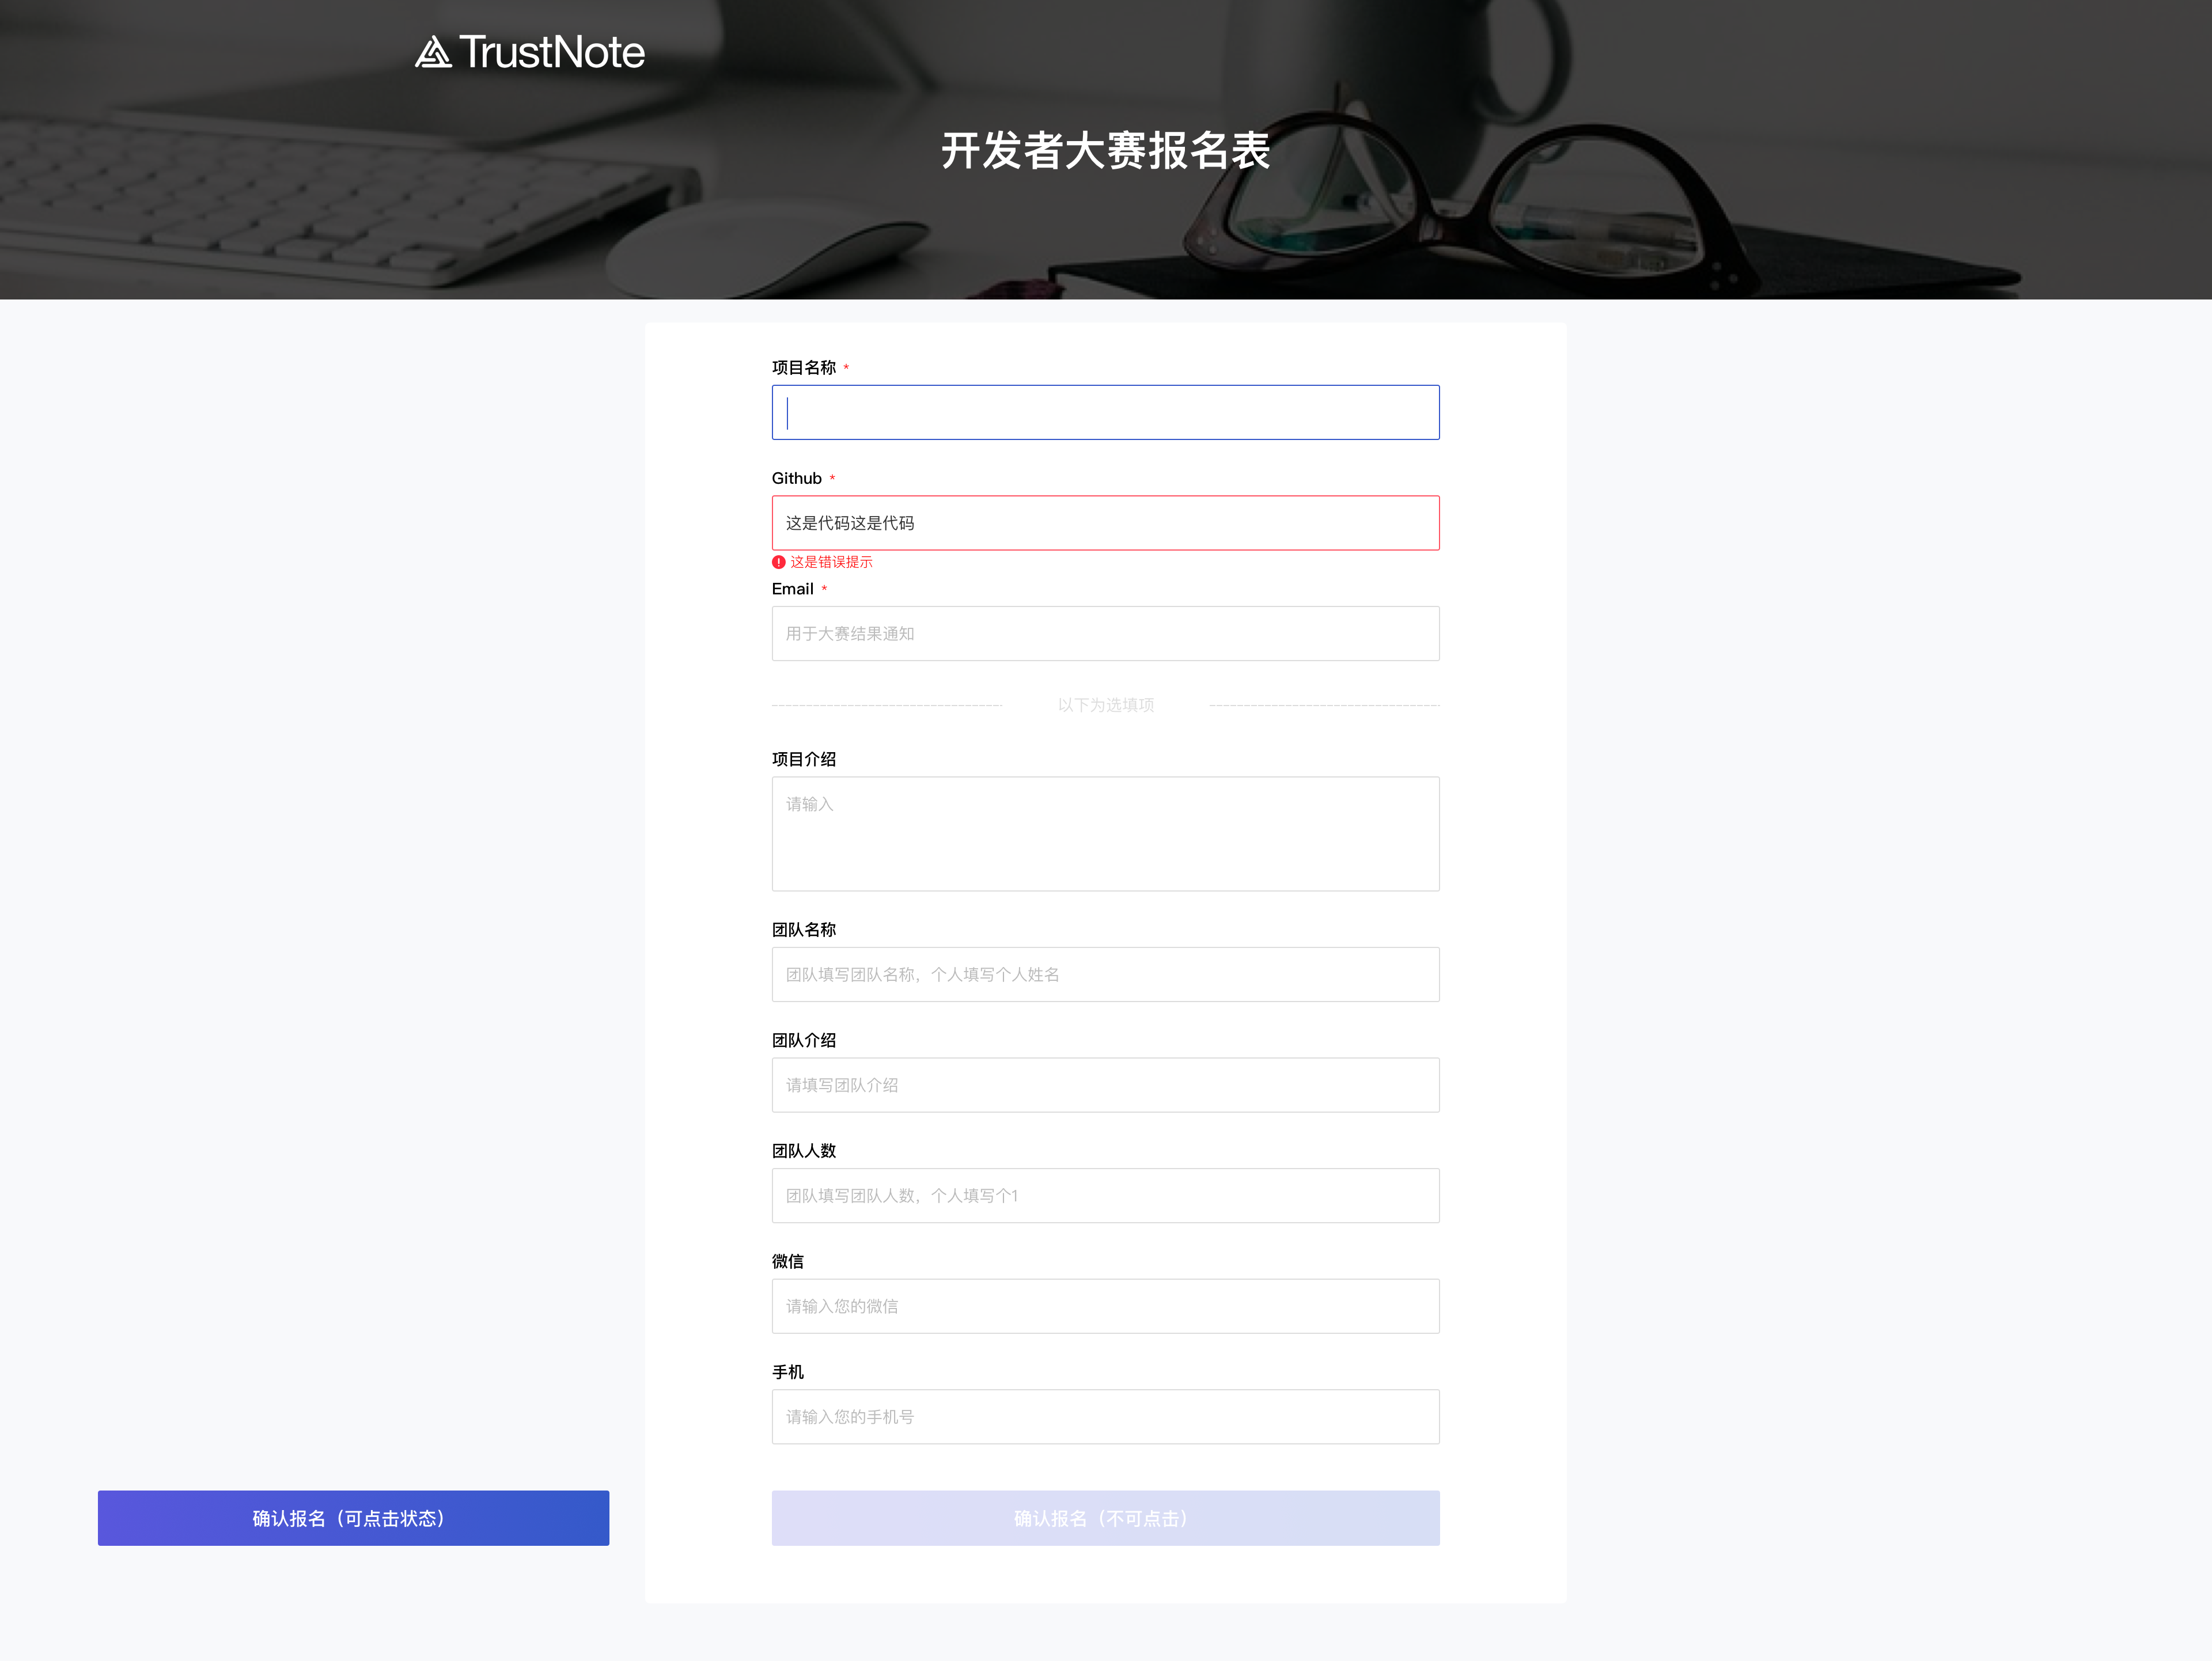 TrustNote
开发者大赛报名表
项目名称 *
Github *
这是代码这是代码
这是错误提示
Email *
用于大赛结果通知
以下为选填项
项目介绍
请输入
团队名称
团队填写团队名称，个人填写个人姓名
团队介绍
请填写团队介绍
团队人数
团队填写团队人数，个人填写个1
微信
请输入您的微信
手机
请输入您的手机号
确认报名（可点击状态）
确认报名（不可点击）